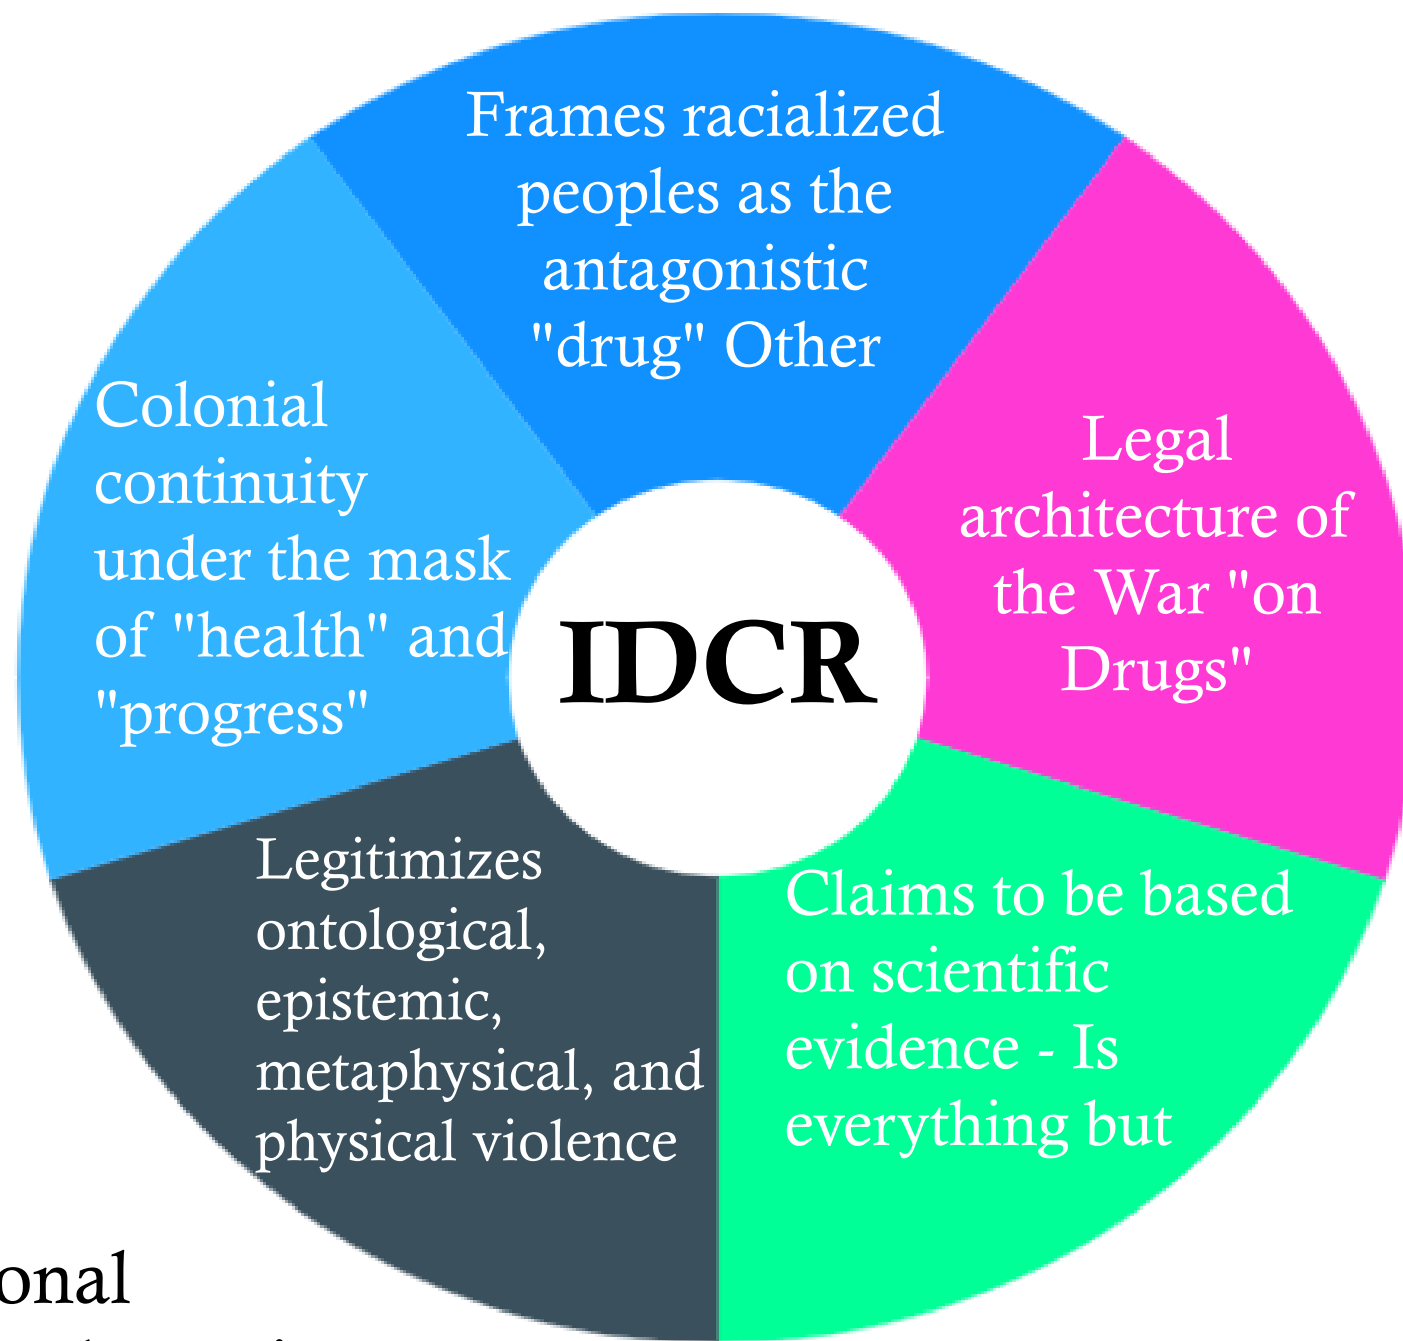 Frames racialized
peoples as the
antagonistic
"drug" Other
Legal
architecture of
the War "on
Drugs"
Claims to be based
on scientific
evidence - Is
everything but
Legitimizes
ontological,
epistemic,
metaphysical, and
physical violence
Colonial
continuity
under the mask
of "health" and
"progress"
IDCR
onal